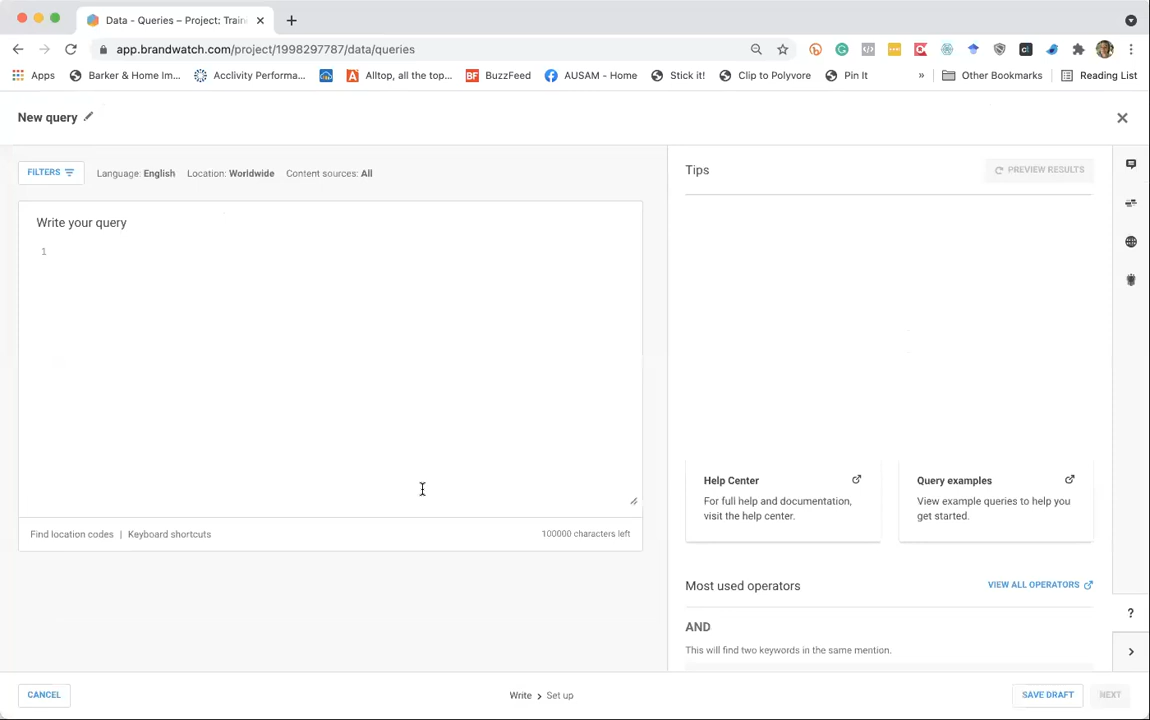 Data - Queries – Project: Train
app.brandwatch.com/project/1998297787/data/queries
Apps
Barker & Home Im...
Acclivity Performa...
Alltop, all the top...
BF
BuzzFeed
AUSAM - Home
Stick it!
Clip to Polyvore
Pin It
»
Other Bookmarks
Reading List
New query
FILTERS
Language: English
Location: Worldwide
Content sources: All
Tips
PREVIEW RESULTS
Write your query
1
Help Center
For full help and documentation,
visit the help center.
Query examples
View example queries to help you
get started.
Find location codes | Keyboard shortcuts
100000 characters left
Most used operators
VIEW ALL OPERATORS
AND
This will find two keywords in the same mention.
?
CANCEL
Write > Set up
SAVE DRAFT
NEXT